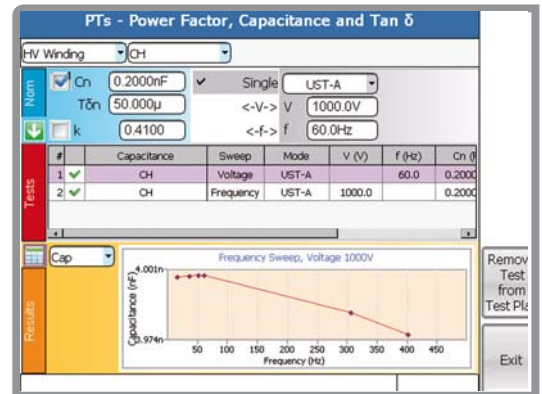 PTs - Power Factor, Capacitance and Tan δ
HV Winding CH
Nom
Cn 0.2000nF Single UST-A
Tδn 50.000µ <-V-> V 1000.0V
k 0.4100 <-f-> f 60.0Hz
Tests
# Capacitance Sweep Mode V (V) f (Hz) Cn (F
1 CH Voltage UST-A 60.0 0.2000
2 CH Frequency UST-A 1000.0 0.2000
Results
Cap
Frequency Sweep, Voltage 1000V
Capacitance (nF)
4.001n
3.974n
50 100 150 200 250 300 350 400 450
Frequency (Hz)
Remov
Test
from
Test Pla
Exit